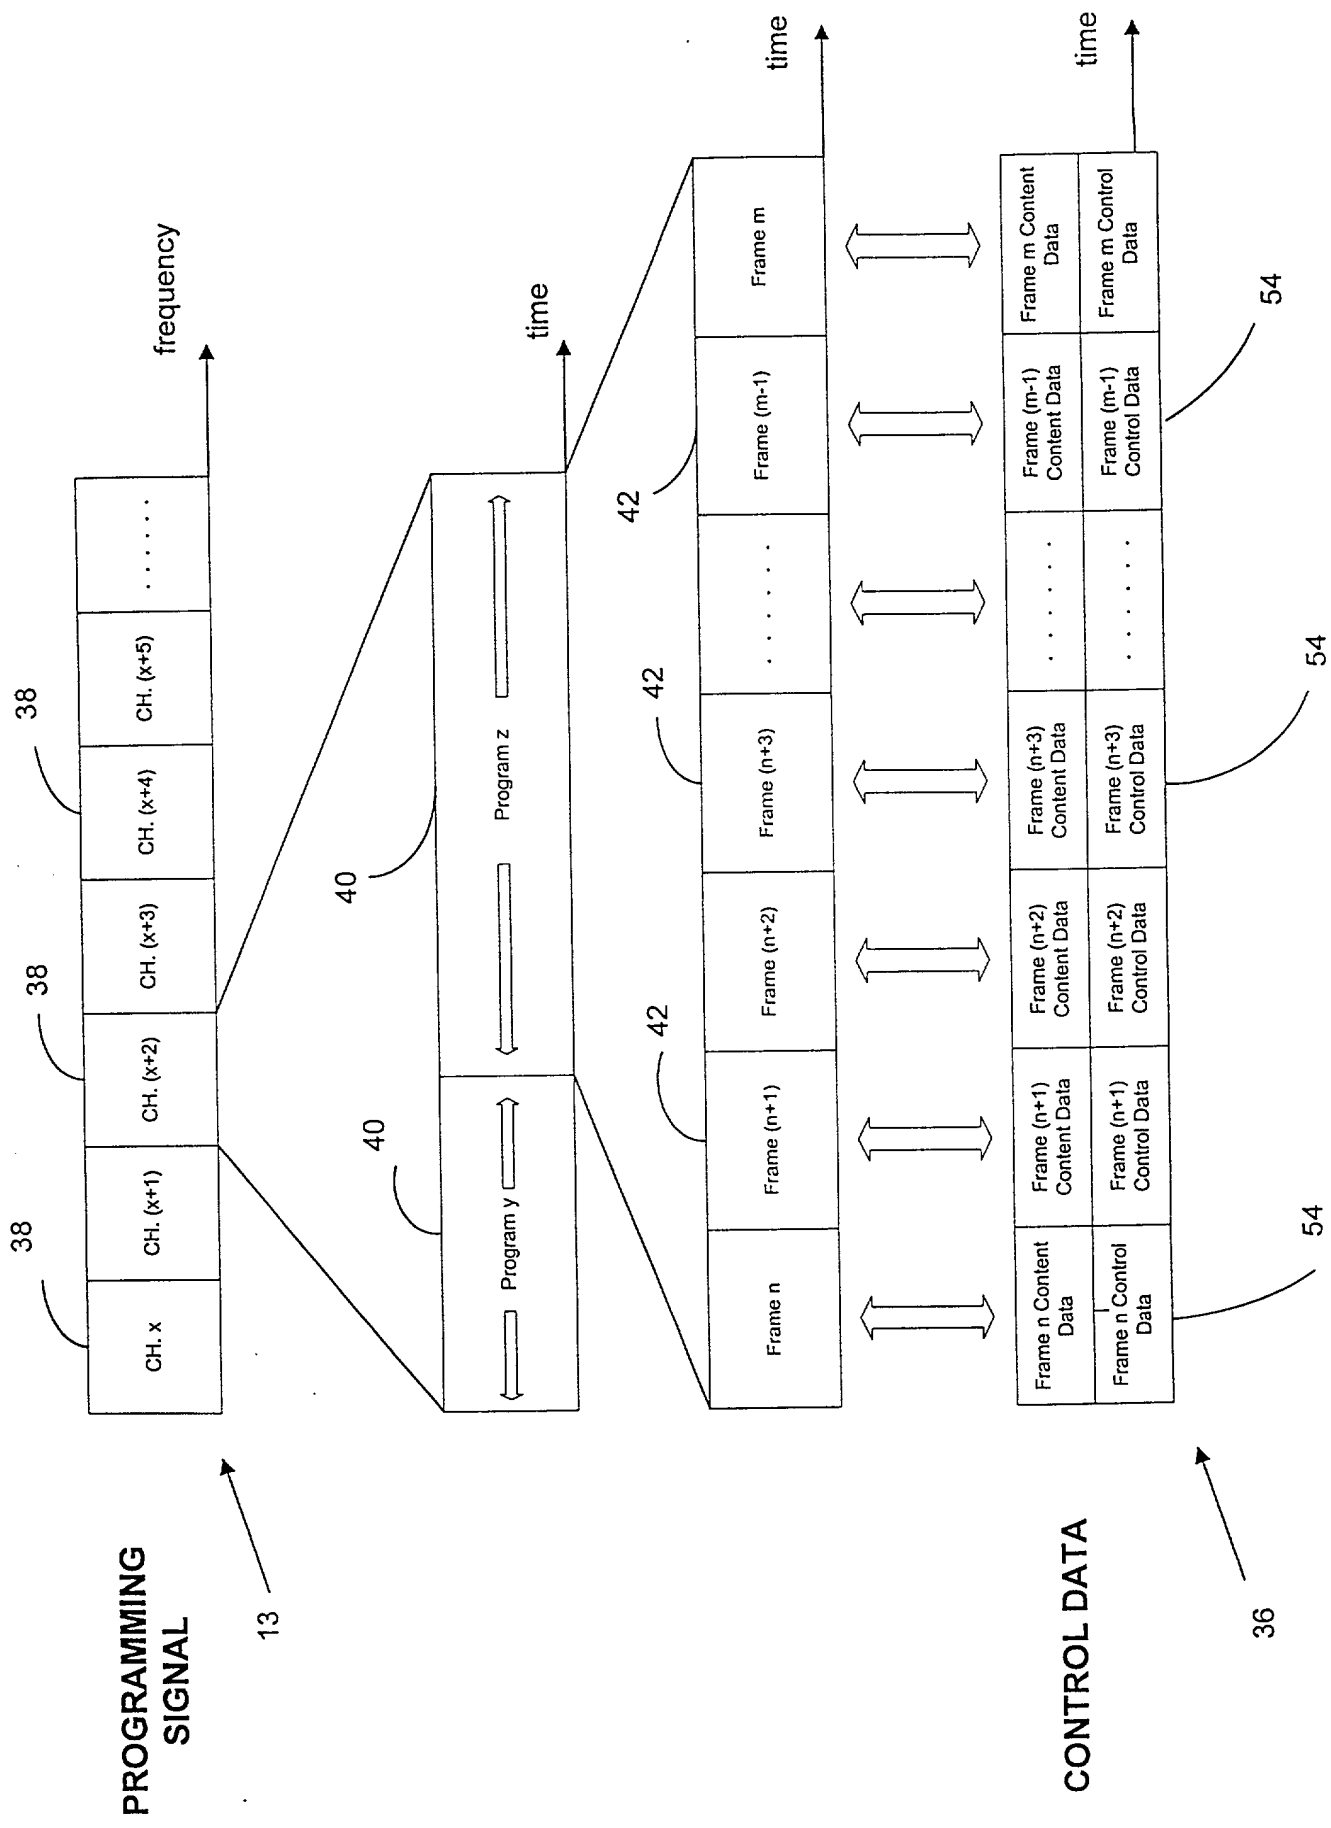 PROGRAMMING
SIGNAL
13
38
38
38
CH. x
CH. (x+1)
CH. (x+2)
CH. (x+3)
CH. (x+4)
CH. (x+5)
. . . . . .
frequency
40
40
Program y
Program z
time
42
42
42
Frame n
Frame (n+1)
Frame (n+2)
Frame (n+3)
. . . . . .
Frame (m-1)
Frame m
time
CONTROL DATA
36
Frame n Content
Data
Frame (n+1)
Content Data
Frame (n+2)
Content Data
Frame (n+3)
Content Data
. . . . . .
Frame (m-1)
Content Data
Frame m Content
Data
Frame n Control
Data
Frame (n+1)
Control Data
Frame (n+2)
Control Data
Frame (n+3)
Control Data
. . . . . .
Frame (m-1)
Control Data
Frame m Control
Data
time
54
54
54